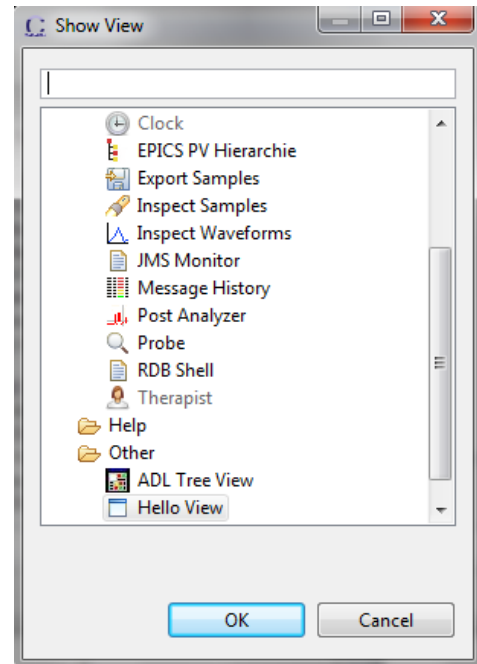 Show View
Clock
EPICS PV Hierarchie
Export Samples
Inspect Samples
Inspect Waveforms
JMS Monitor
Message History
Post Analyzer
Probe
RDB Shell
Therapist
Help
Other
ADL Tree View
Hello View
OK Cancel